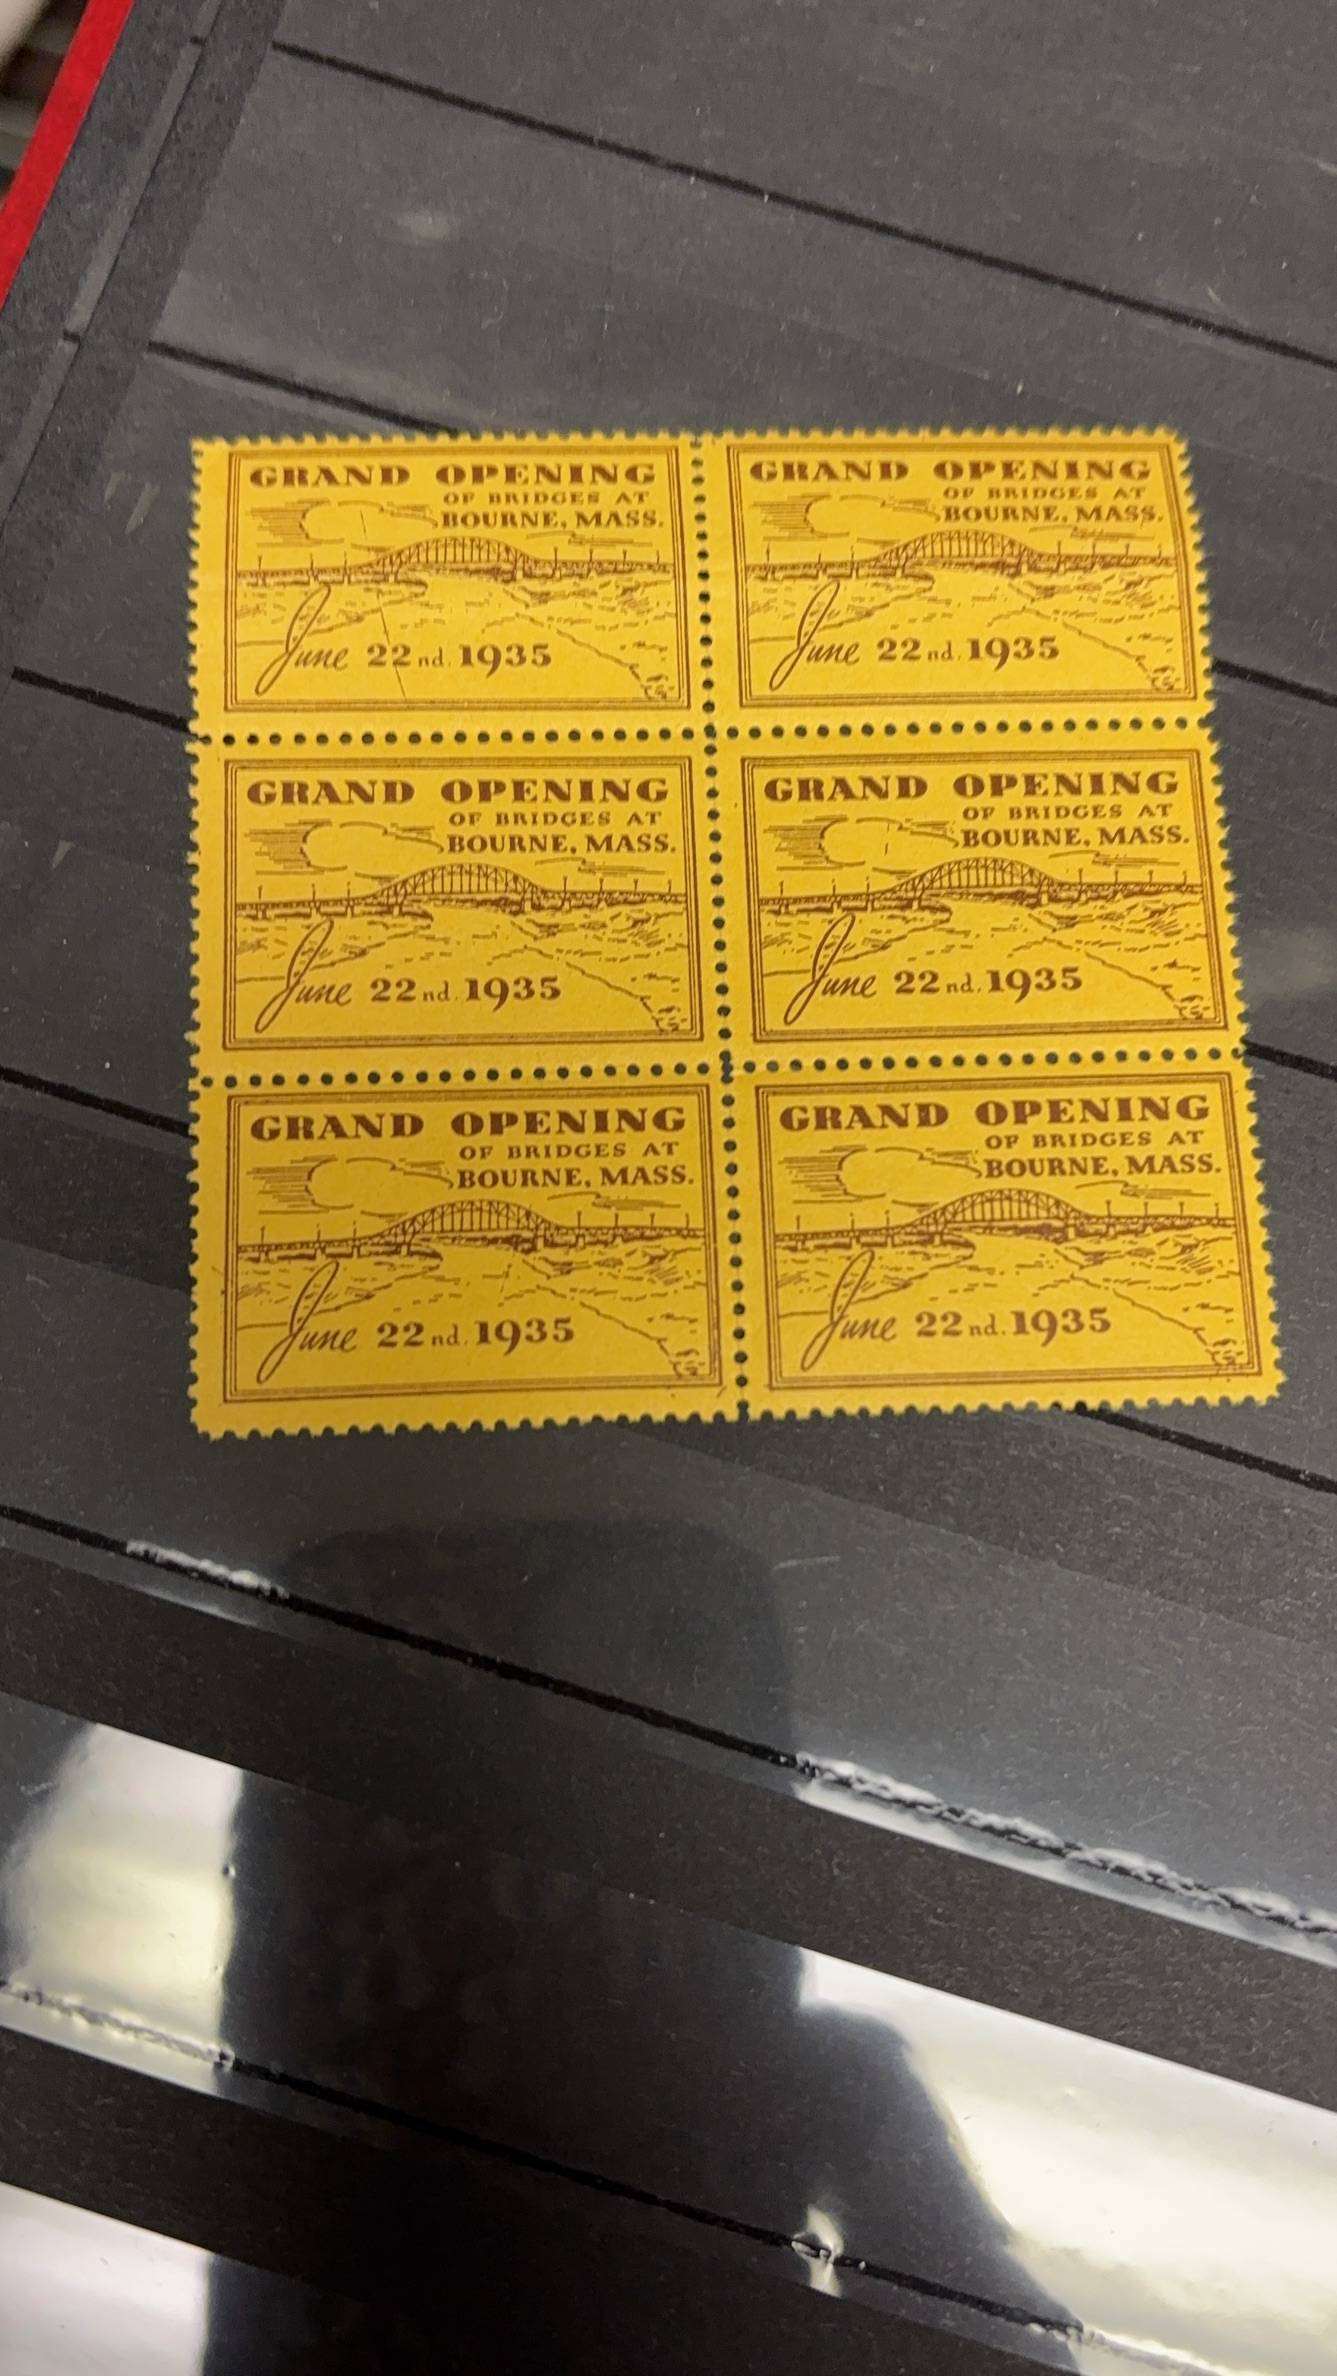 GRAND OPENING
OF BRIDGES AT
BOURNE, MASS.
June 22nd. 1935
GRAND OPENING
OF BRIDGES AT
BOURNE, MASS.
June 22nd. 1935
GRAND OPENING
OF BRIDGES AT
BOURNE, MASS.
June 22nd. 1935
GRAND OPENING
OF BRIDGES AT
BOURNE, MASS.
June 22nd. 1935
GRAND OPENING
OF BRIDGES AT
BOURNE, MASS.
June 22nd. 1935
GRAND OPENING
OF BRIDGES AT
BOURNE, MASS.
June 22nd. 1935